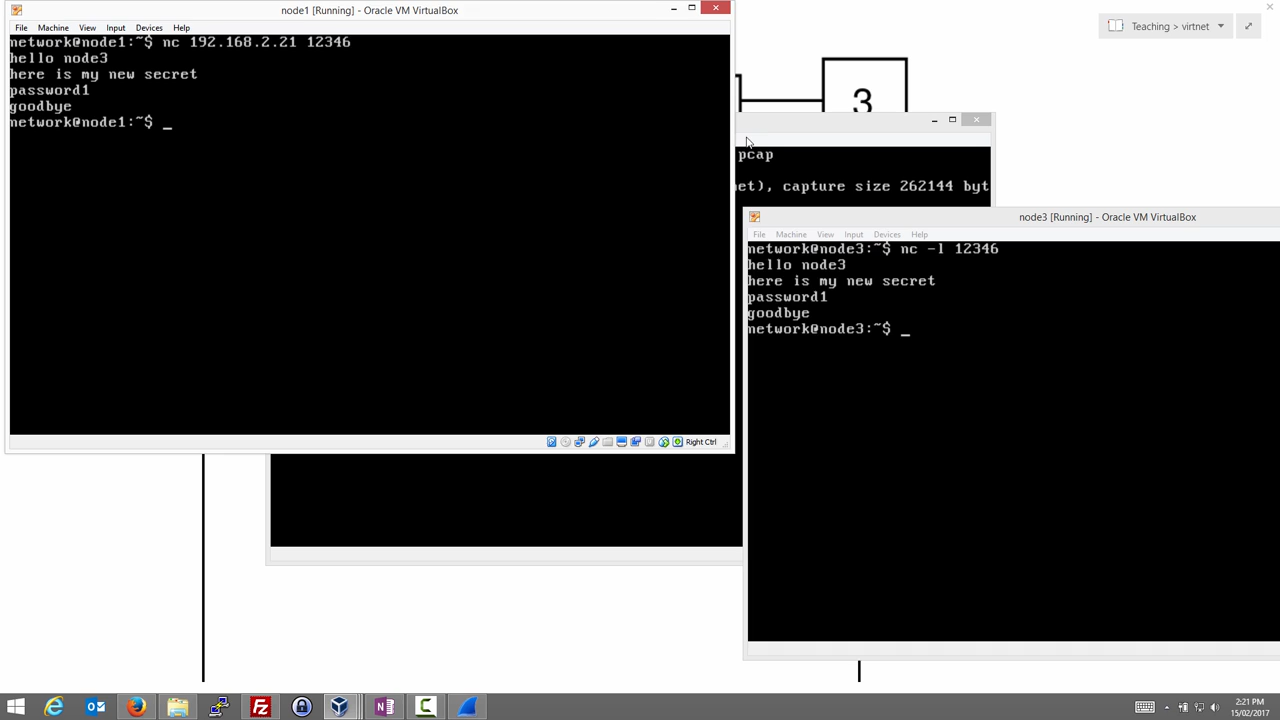 node1 [Running] - Oracle VM VirtualBox
File Machine View Input Devices Help
network@node1:~$ nc 192.168.2.21 12346
hello node3
here is my new secret
password1
goodbye
network@node1:~$ _
Right Ctrl
Teaching > virtnet
3
pcap
et), capture size 262144 byt
node3 [Running] - Oracle VM VirtualBox
File Machine View Input Devices Help
network@node3:~$ nc -l 12346
hello node3
here is my new secret
password1
goodbye
network@node3:~$ _
2:21 PM
15/02/2017